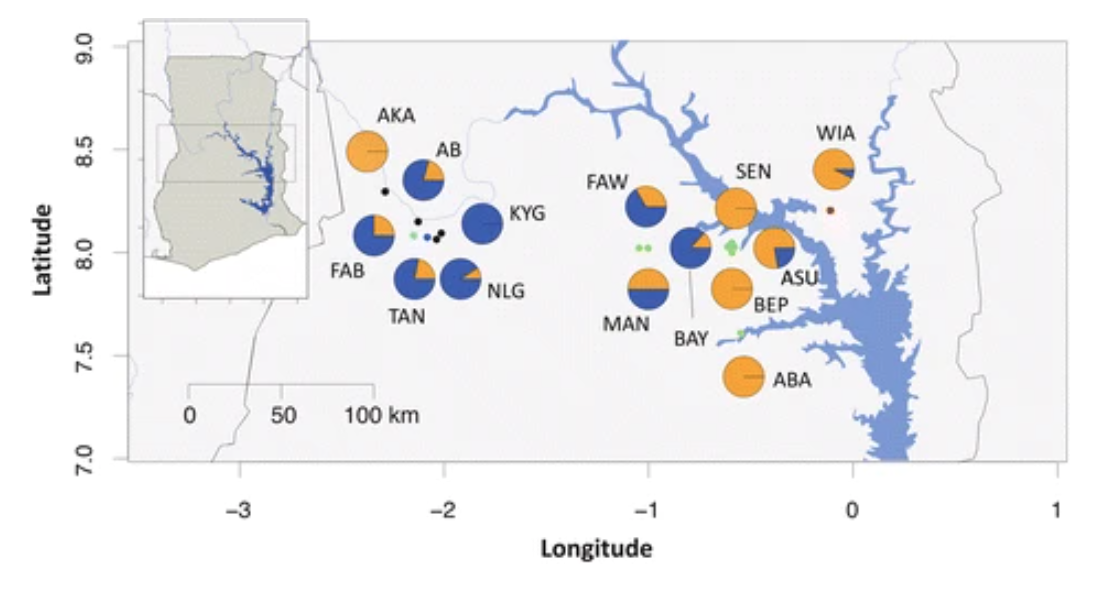 9.0
8.5
8.0
7.5
7.0
Latitude
AKA
AB
KYG
FAB
TAN
NLG
FAW
SEN
WIA
MAN
BAY
BEP
ASU
ABA
0 50 100 km
−3 −2 −1 0 1
Longitude